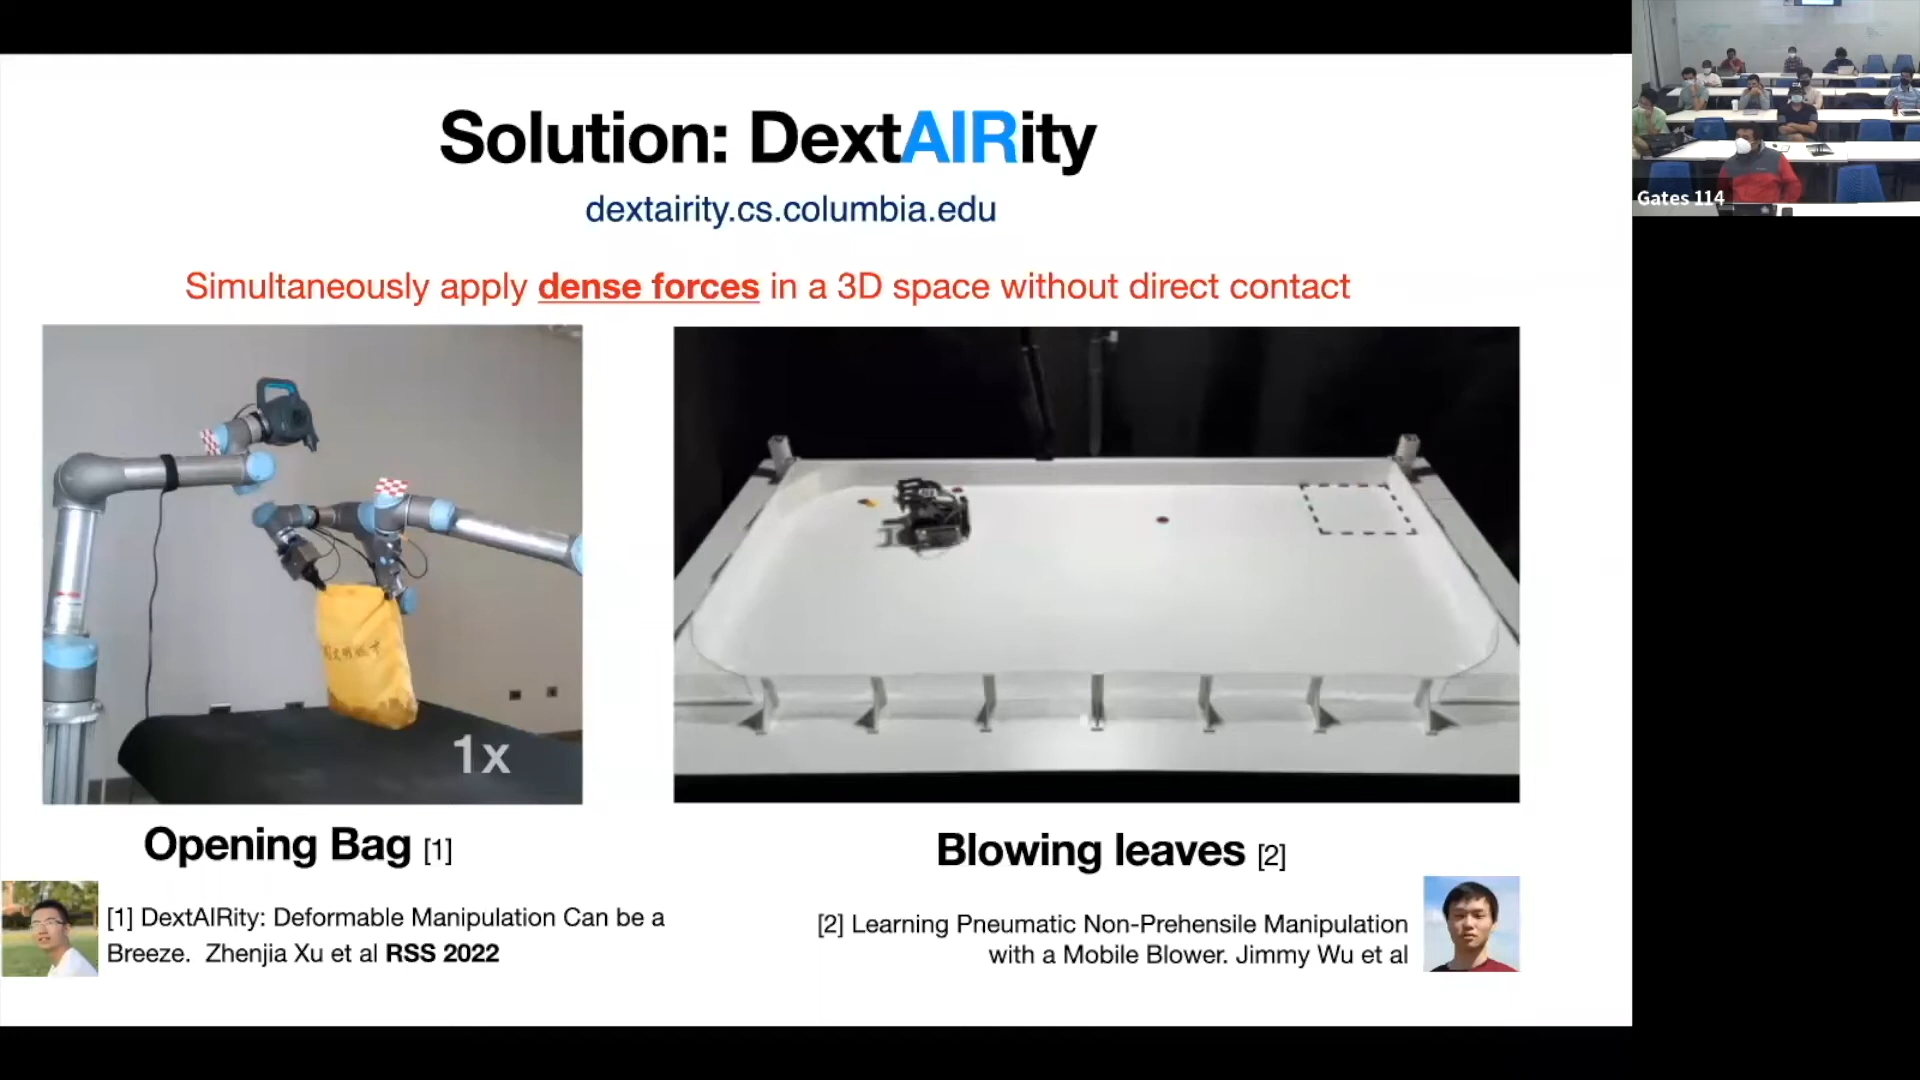 Solution: DextAIRity
dextairity.cs.columbia.edu
Simultaneously apply dense forces in a 3D space without direct contact
Gates 114
1x
Opening Bag [1]
Blowing leaves [2]
[1] DextAIRity: Deformable Manipulation Can be a
Breeze. Zhenjia Xu et al RSS 2022
[2] Learning Pneumatic Non-Prehensile Manipulation
with a Mobile Blower. Jimmy Wu et al